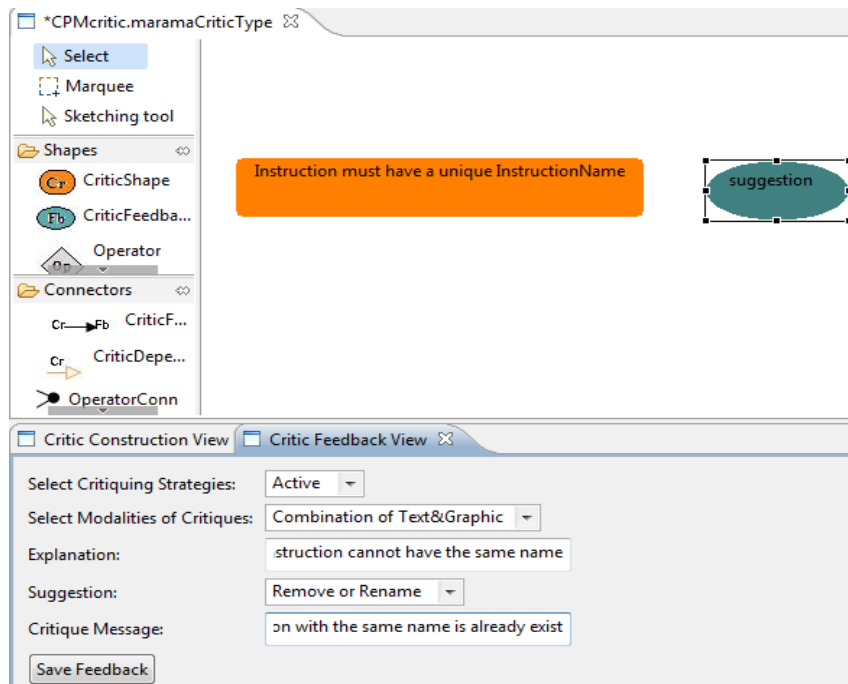 *CPMcritic.maramaCriticType
Select
Marquee
Sketching tool
Shapes
Cr CriticShape
Fb CriticFeedba...
Op Operator
Connectors
Cr Fb CriticF...
Cr CriticDepe...
OperatorConn
Instruction must have a unique InstructionName
suggestion
Critic Construction View Critic Feedback View
Select Critiquing Strategies: Active
Select Modalities of Critiques: Combination of Text&Graphic
Explanation: struction cannot have the same name
Suggestion: Remove or Rename
Critique Message: on with the same name is already exist
Save Feedback